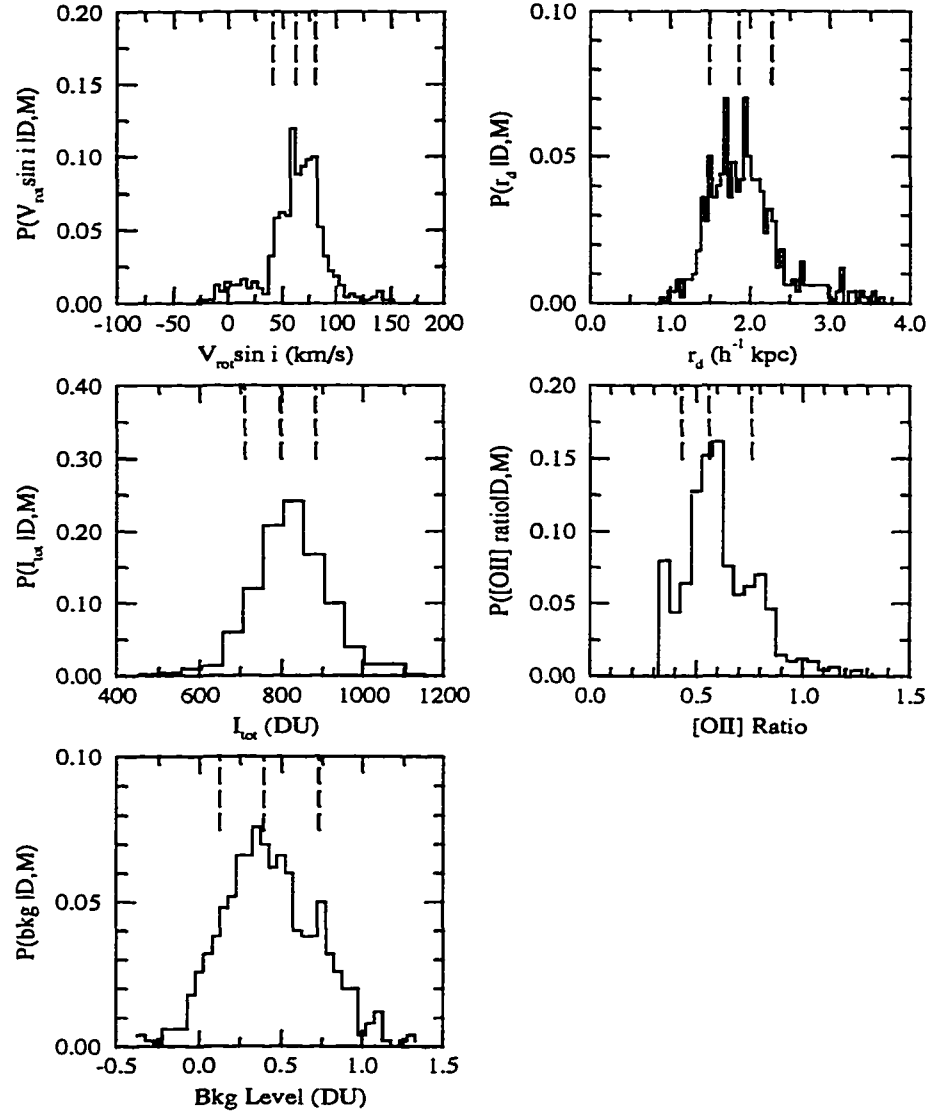 0.20
0.15
0.10
0.05
0.00
P(V_rot sin i |D,M)
-100 -50 0 50 100 150 200
V_rot sin i (km/s)
0.10
0.05
0.00
P(r_d |D,M)
0.0 1.0 2.0 3.0 4.0
r_d (h^-1 kpc)
0.40
0.30
0.20
0.10
0.00
P(I_tot |D,M)
400 600 800 1000 1200
I_tot (DU)
0.20
0.15
0.10
0.05
0.00
P([OII] ratio|D,M)
0.0 0.5 1.0 1.5
[OII] Ratio
0.10
0.05
0.00
P(bkg |D,M)
-0.5 0.0 0.5 1.0 1.5
Bkg Level (DU)